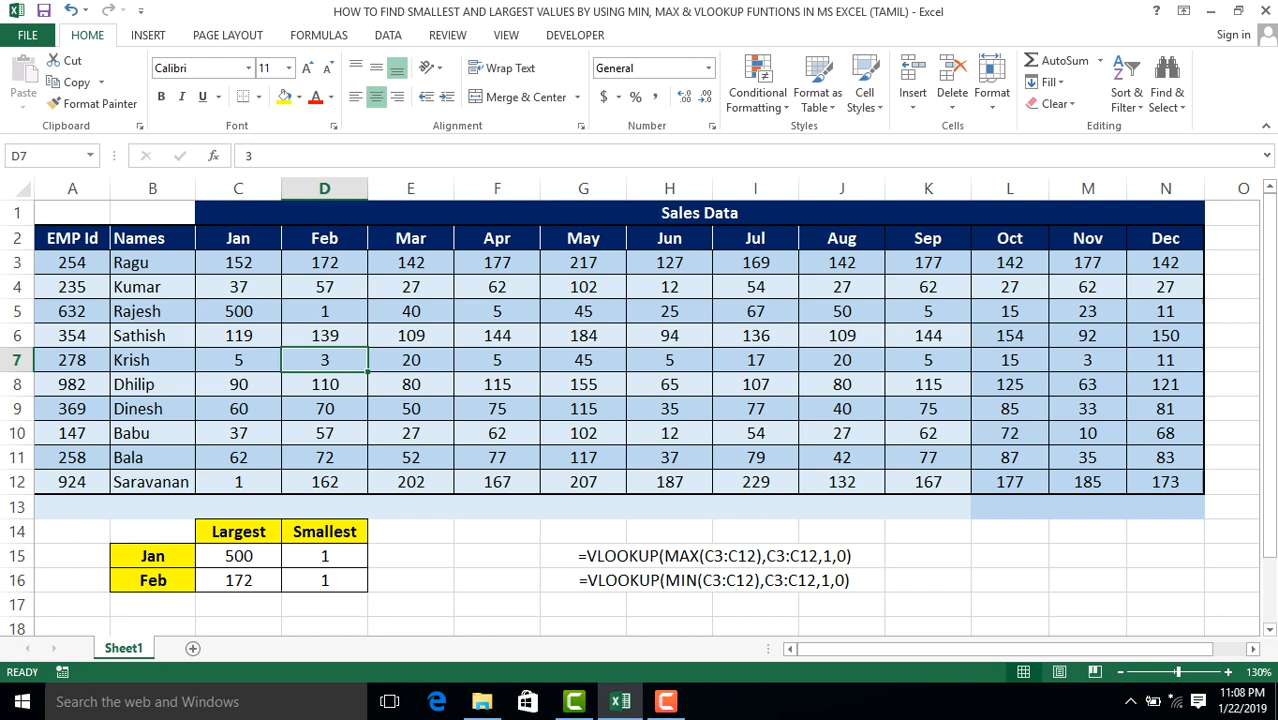 HOW TO FIND SMALLEST AND LARGEST VALUES BY USING MIN, MAX & VLOOKUP FUNTIONS IN MS EXCEL (TAMIL) - Excel
FILE HOME INSERT PAGE LAYOUT FORMULAS DATA REVIEW VIEW DEVELOPER Sign in
Paste
Cut
Copy
Format Painter
Clipboard
Calibri 11
B I U
Font
Wrap Text
Merge & Center
Alignment
General
$ % ,
Number
Conditional Formatting
Format as Table
Cell Styles
Styles
Insert Delete Format
Cells
AutoSum
Fill
Clear
Sort & Filter
Find & Select
Editing
D7 fx 3
A B C D E F G H I J K L M N O
1 Sales Data
2 EMP Id Names Jan Feb Mar Apr May Jun Jul Aug Sep Oct Nov Dec
3 254 Ragu 152 172 142 177 217 127 169 142 177 142 177 142
4 235 Kumar 37 57 27 62 102 12 54 27 62 27 62 27
5 632 Rajesh 500 1 40 5 45 25 67 50 5 15 23 11
6 354 Sathish 119 139 109 144 184 94 136 109 144 154 92 150
7 278 Krish 5 3 20 5 45 5 17 20 5 15 3 11
8 982 Dhilip 90 110 80 115 155 65 107 80 115 125 63 121
9 369 Dinesh 60 70 50 75 115 35 77 40 75 85 33 81
10 147 Babu 37 57 27 62 102 12 54 27 62 72 10 68
11 258 Bala 62 72 52 77 117 37 79 42 77 87 35 83
12 924 Saravanan 1 162 202 167 207 187 229 132 167 177 185 173
13
14 Largest Smallest
15 Jan 500 1 =VLOOKUP(MAX(C3:C12),C3:C12,1,0)
16 Feb 172 1 =VLOOKUP(MIN(C3:C12),C3:C12,1,0)
17
18
Sheet1
READY 130%
Search the web and Windows
11:08 PM
1/22/2019